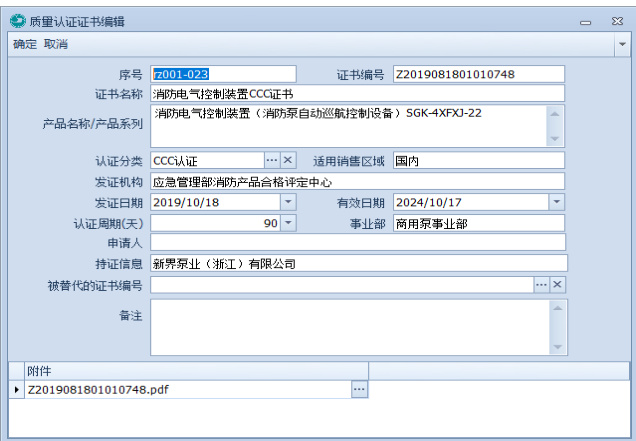 质量认证证书编辑
确定 取消
序号 rz001-023 证书编号 Z2019081801010748
证书名称 消防电气控制装置CCC证书
产品名称/产品系列 消防电气控制装置（消防泵自动巡航控制设备）SGK-4XFXJ-22
认证分类 CCC认证 适用销售区域 国内
发证机构 应急管理部消防产品合格评定中心
发证日期 2019/10/18 有效日期 2024/10/17
认证周期(天) 90 事业部 商用泵事业部
申请人
持证信息 新界泵业（浙江）有限公司
被替代的证书编号
备注
附件
Z2019081801010748.pdf